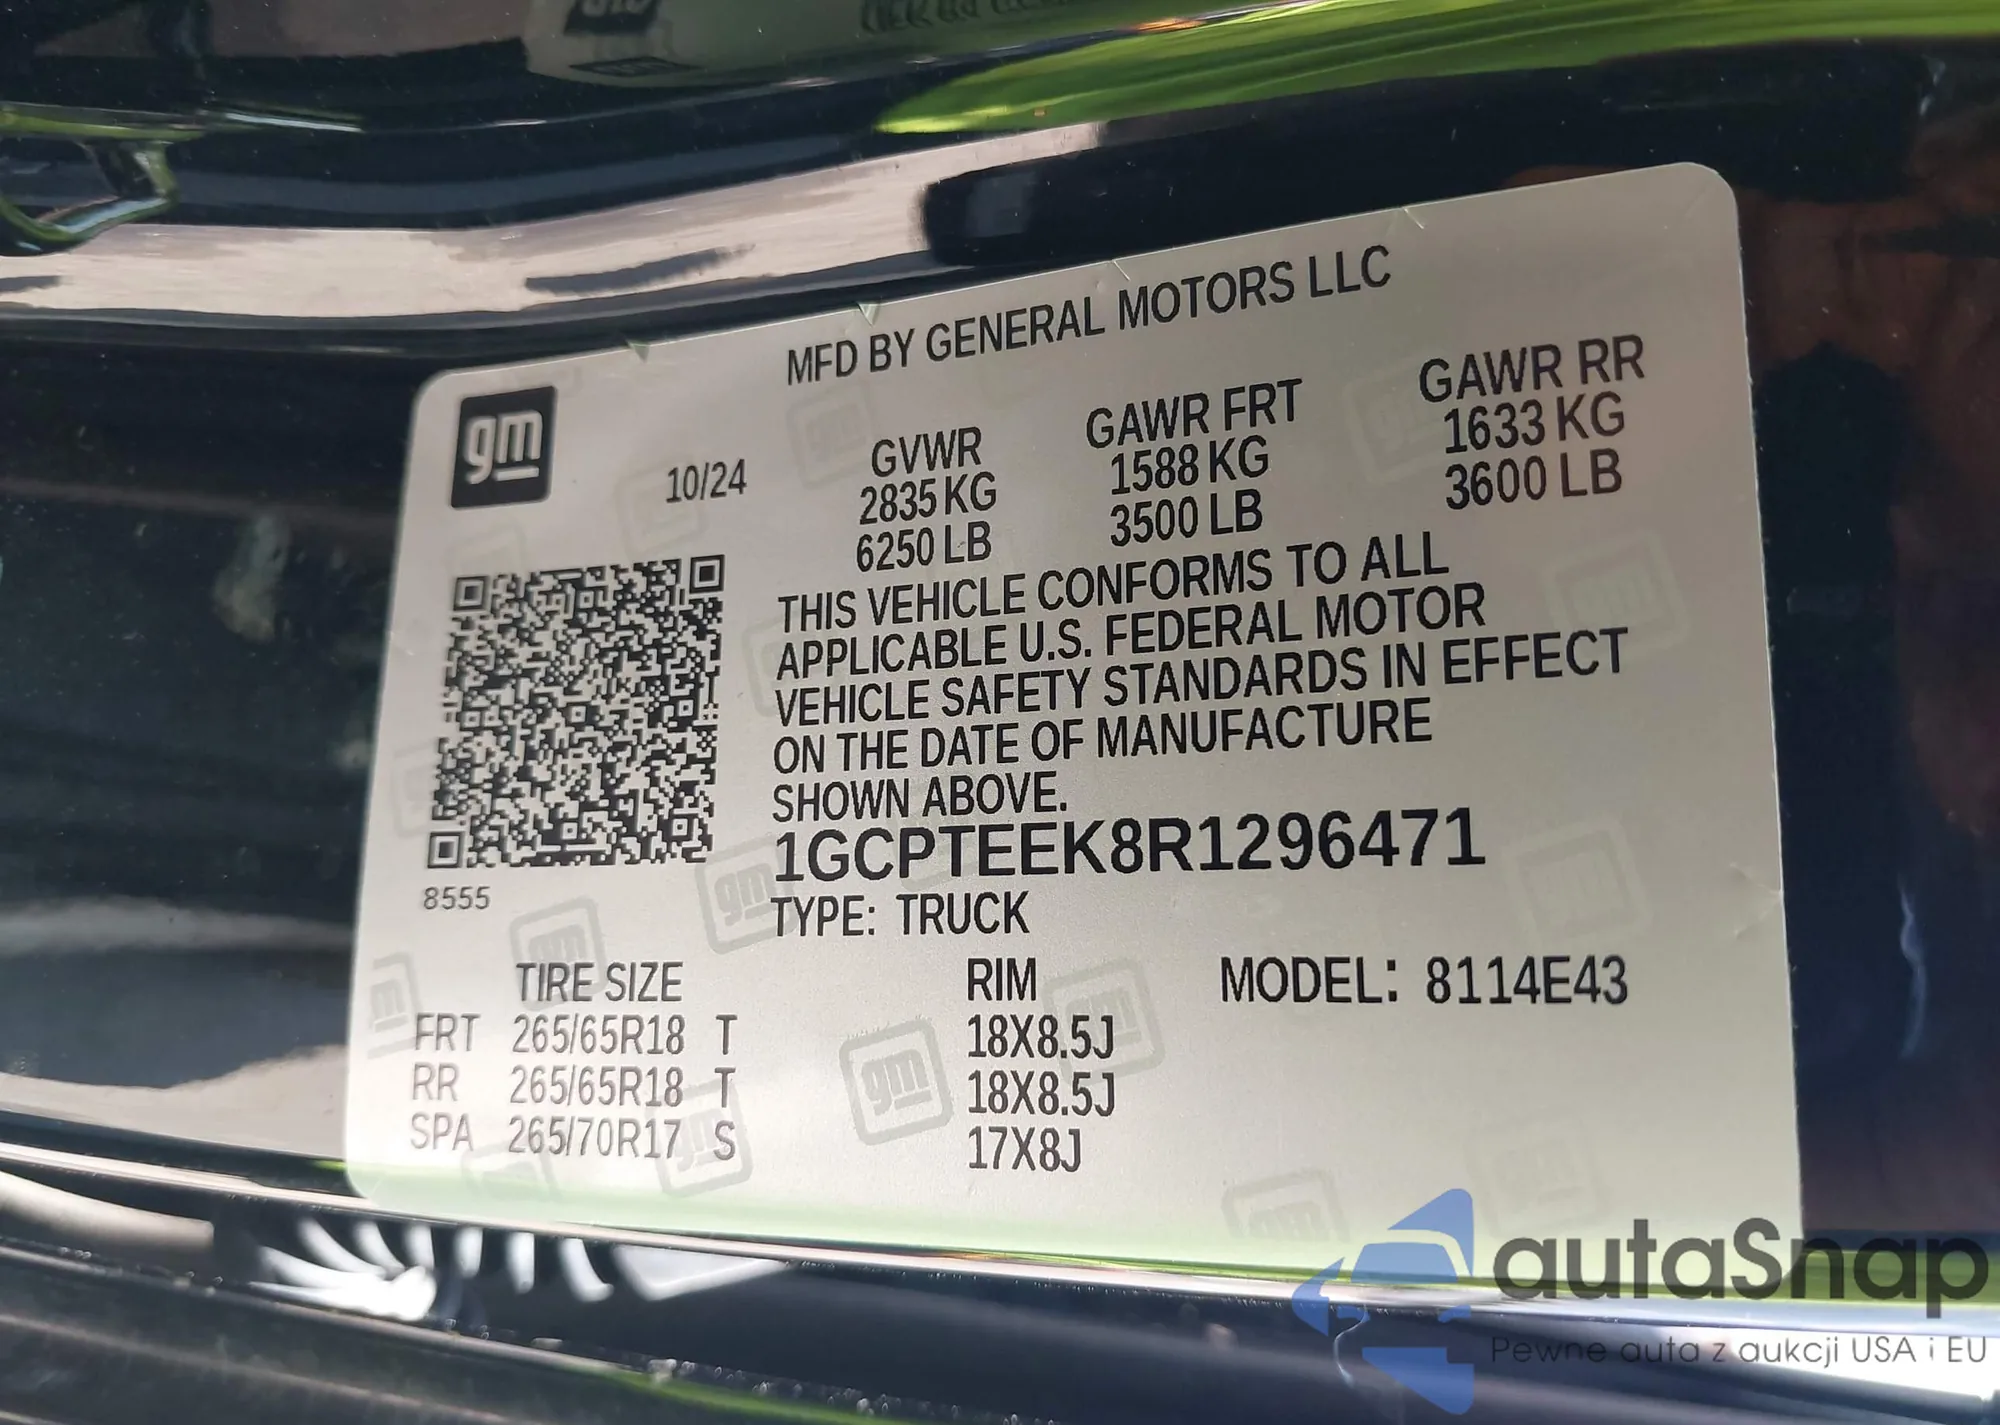 MFD BY GENERAL MOTORS LLC
gm
10/24
GVWR
2835 KG
6250 LB
GAWR FRT
1588 KG
3500 LB
GAWR RR
1633 KG
3600 LB
THIS VEHICLE CONFORMS TO ALL
APPLICABLE U.S. FEDERAL MOTOR
VEHICLE SAFETY STANDARDS IN EFFECT
ON THE DATE OF MANUFACTURE
SHOWN ABOVE.
1GCPTEEK8R1296471
8555
TYPE: TRUCK
TIRE SIZE RIM MODEL: 8114E43
FRT 265/65R18 T 18X8.5J
RR 265/65R18 T 18X8.5J
SPA 265/70R17 S 17X8J
autaSnap
Pewne auta z aukcji USA i EU